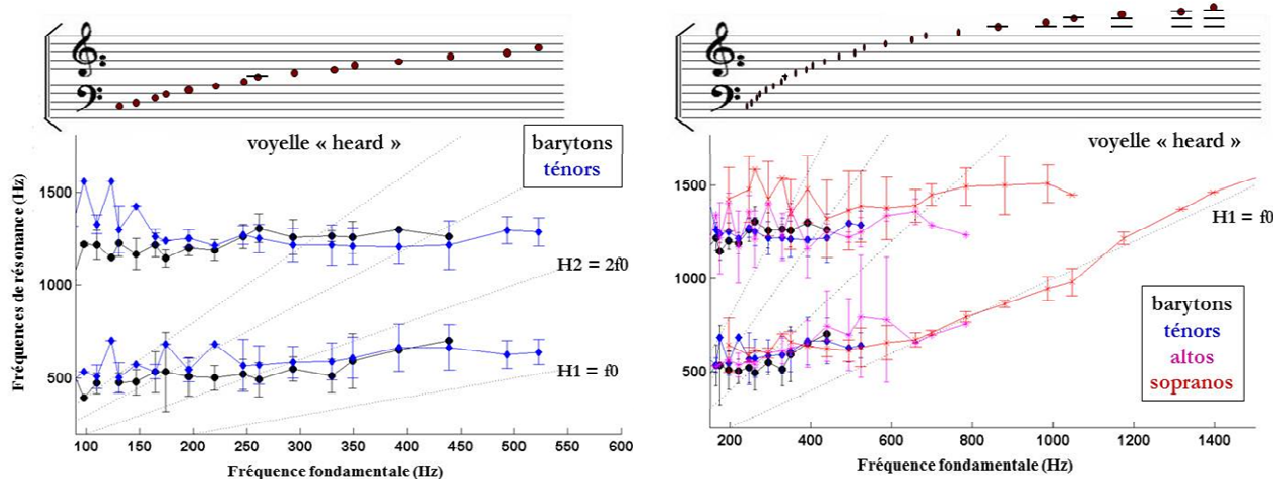 voyelle « heard »
barytons
ténors
1500
1000
500
H2 = 2f0
H1 = f0
100 150 200 250 300 350 400 450 500 550 600
Fréquence fondamentale (Hz)
Fréquences de résonance (Hz)
voyelle « heard »
1500
1000
500
H1 = f0
barytons
ténors
altos
sopranos
200 400 600 800 1000 1200 1400
Fréquence fondamentale (Hz)